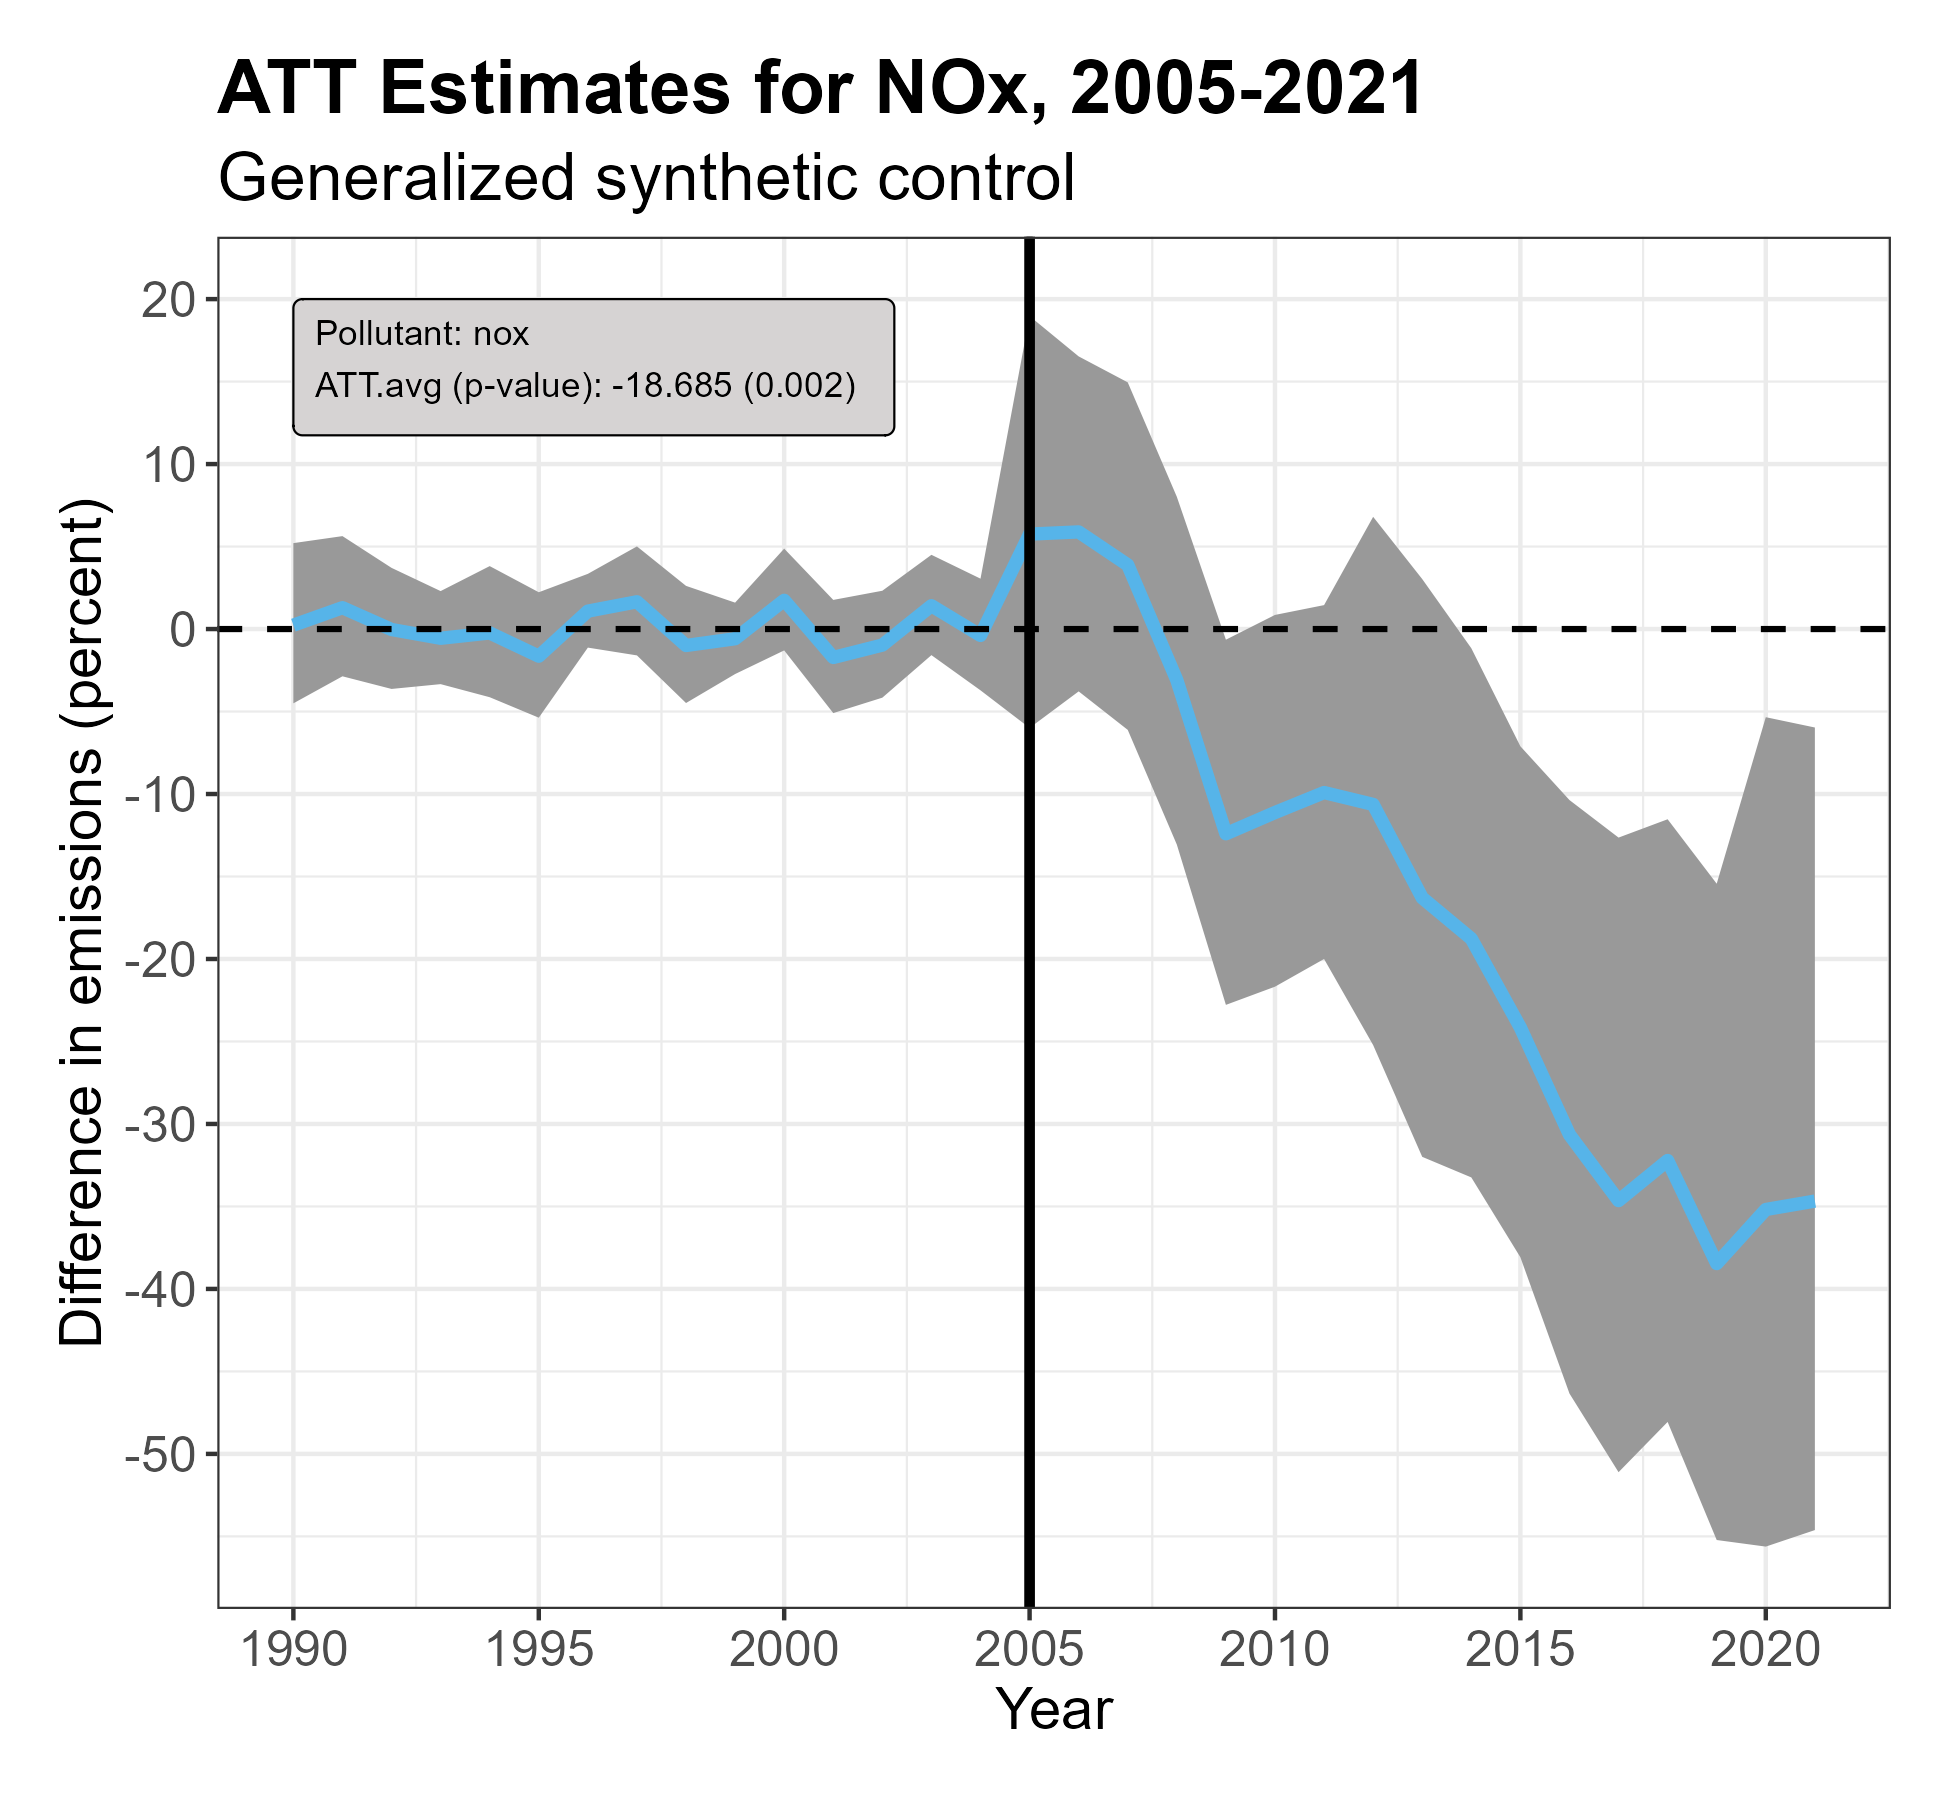 ATT Estimates for NOx, 2005-2021
Generalized synthetic control
Pollutant: nox
ATT.avg (p-value): -18.685 (0.002)
Difference in emissions (percent)
20
10
0
-10
-20
-30
-40
-50
1990 1995 2000 2005 2010 2015 2020
Year